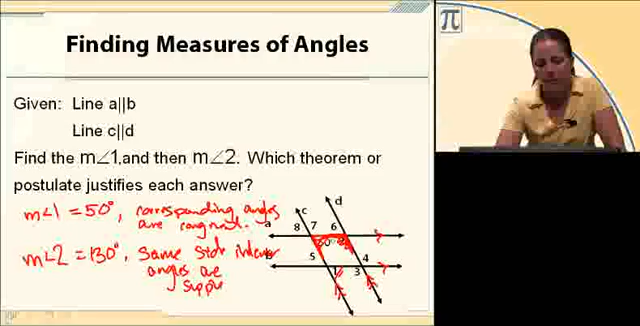 π
Finding Measures of Angles
Given: Line a||b
Line c||d
Find the m∠1, and then m∠2. Which theorem or
postulate justifies each answer?
m∠1 = 50°, corresponding angles
are congruent.
m∠2 = 130°, Same side interior
angles are
supp
c d
8 7 6
a
50° 2
b 5 4
1 3